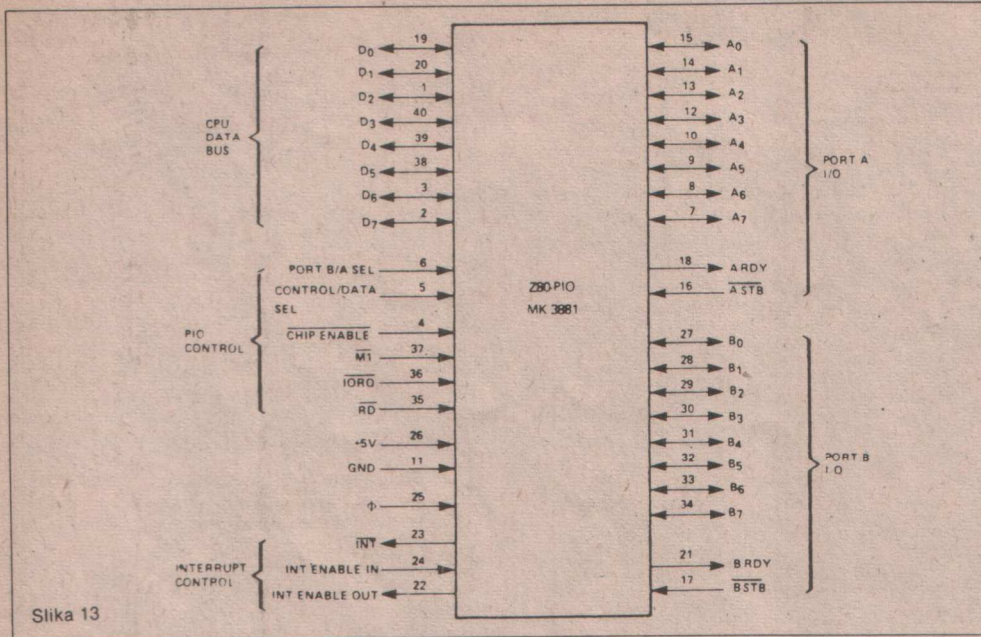 CPU
DATA
BUS
D0 19
D1 20
D2 1
D3 40
D4 39
D5 38
D6 3
D7 2
PIO
CONTROL
PORT B/A SEL 6
CONTROL/DATA
SEL 5
CHIP ENABLE 4
M1 37
IORQ 36
RD 35
+5V 26
GND 11
Φ 25
INTERRUPT
CONTROL
INT 23
INT ENABLE IN 24
INT ENABLE OUT 22
Z80-PIO
MK 3881
15 A0
14 A1
13 A2
12 A3
10 A4
9 A5
8 A6
7 A7
18 ARDY
16 ASTB
PORT A
I/O
27 B0
28 B1
29 B2
30 B3
31 B4
32 B5
33 B6
34 B7
21 BRDY
17 BSTB
PORT B
I/O
Slika 13